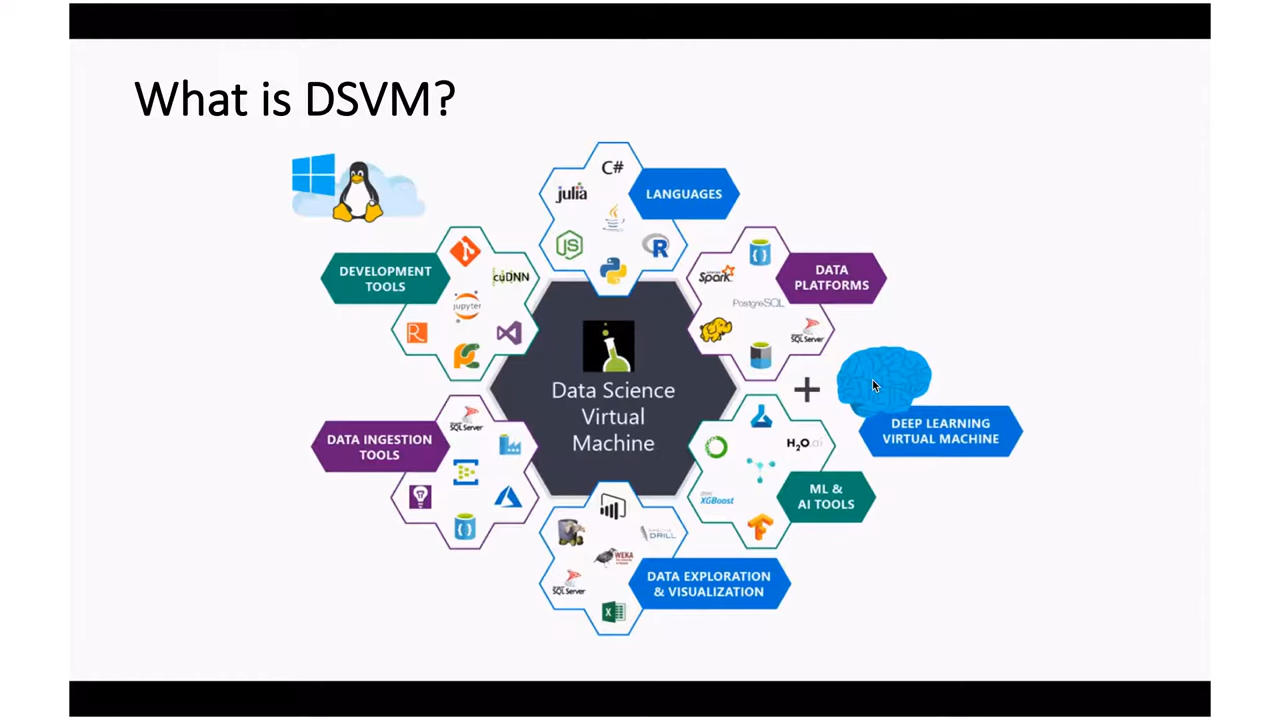 What is DSVM?
C#
julia
LANGUAGES
JS
R
DEVELOPMENT
TOOLS
cuDNN
jupyter
R
DATA
PLATFORMS
Spark
PostgreSQL
SQL Server
Data Science
Virtual
Machine
+
DEEP LEARNING
VIRTUAL MACHINE
DATA INGESTION
TOOLS
SQL Server
H2O.ai
XGBoost
ML &
AI TOOLS
DRILL
WEKA
SQL Server
DATA EXPLORATION
& VISUALIZATION